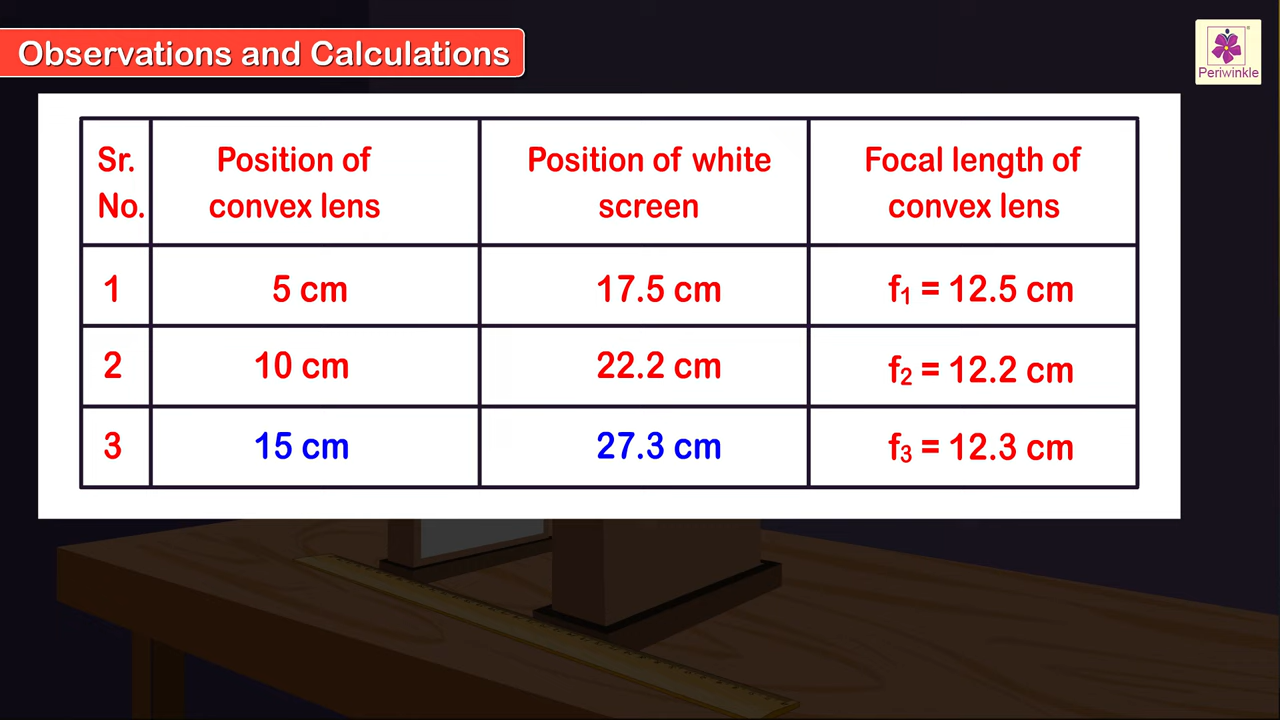 Observations and Calculations
Periwinkle
Sr. No.
Position of convex lens
Position of white screen
Focal length of convex lens
1
5 cm
17.5 cm
f₁ = 12.5 cm
2
10 cm
22.2 cm
f₂ = 12.2 cm
3
15 cm
27.3 cm
f₃ = 12.3 cm